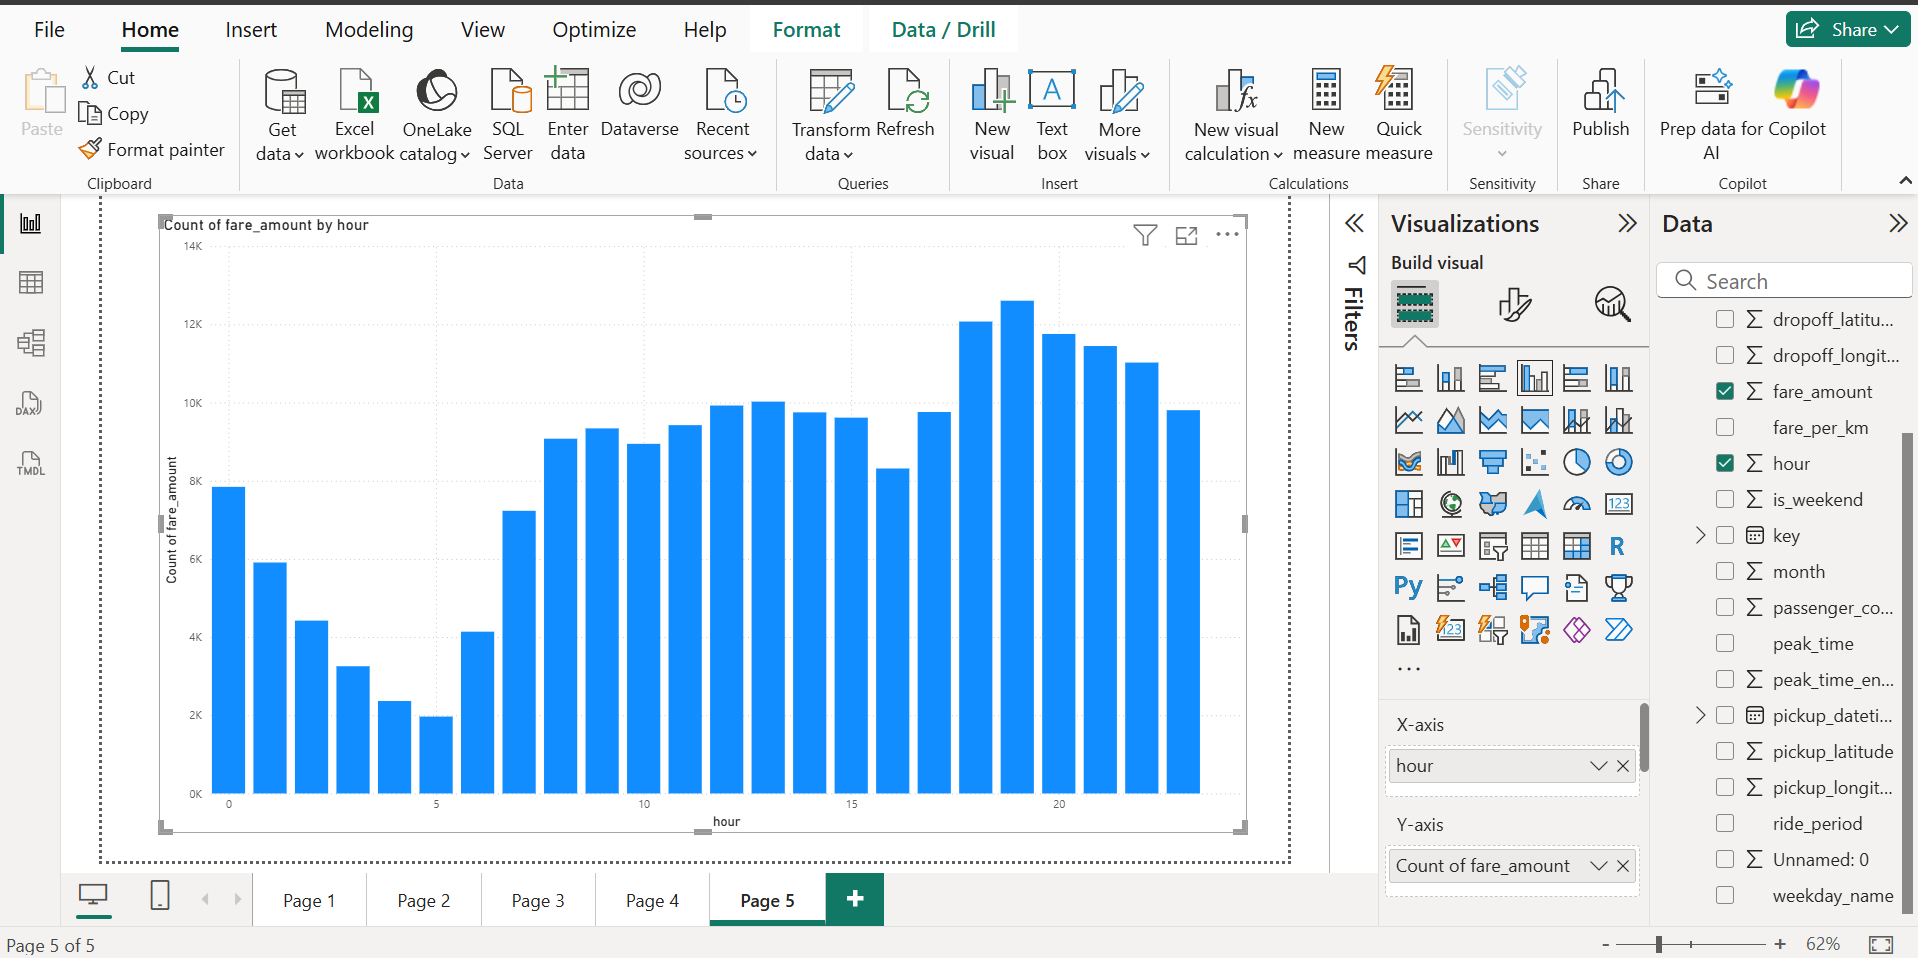 File
Home
Insert
Modeling
View
Optimize
Help
Format
Data / Drill
Share
Paste
Cut
Copy
Format painter
Clipboard
Get data
Excel workbook
OneLake catalog
SQL Server
Enter data
Dataverse
Recent sources
Data
Transform data
Refresh
Queries
New visual
A
Text box
More visuals
Insert
New visual calculation
New measure
Quick measure
Calculations
Sensitivity
Sensitivity
Publish
Share
Prep data for AI
Copilot
Copilot
DAX
TMDL
Count of fare_amount by hour
14K
12K
10K
8K
6K
4K
2K
0K
Count of fare_amount
0
5
10
15
20
hour
Filters
Visualizations
Build visual
123
R
Py
123
...
X-axis
hour
Y-axis
Count of fare_amount
Data
Search
dropoff_latitu...
dropoff_longit...
fare_amount
fare_per_km
hour
is_weekend
key
month
passenger_co...
peak_time
peak_time_en...
pickup_dateti...
pickup_latitude
pickup_longit...
ride_period
Unnamed: 0
weekday_name
Page 1
Page 2
Page 3
Page 4
Page 5
+
Page 5 of 5
- + 62%